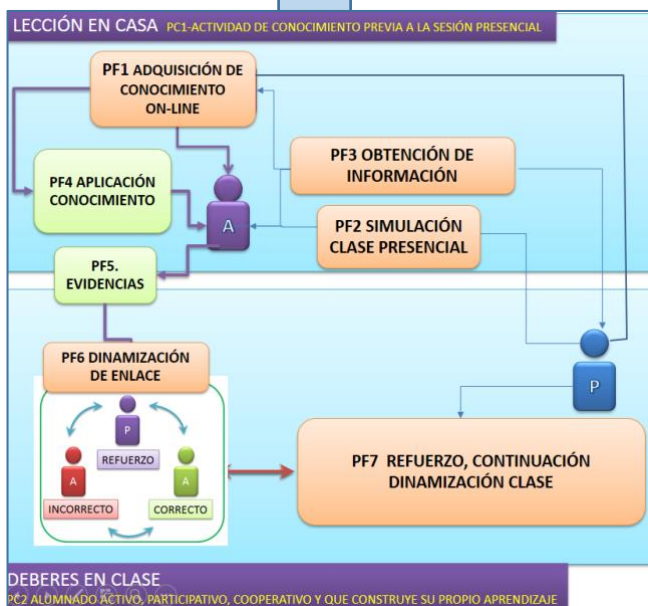 LECCIÓN EN CASA PC1-ACTIVIDAD DE CONOCIMIENTO PREVIA A LA SESIÓN PRESENCIAL
PF1 ADQUISICIÓN DE
CONOCIMIENTO
ON-LINE
PF3 OBTENCIÓN DE
INFORMACIÓN
PF4 APLICACIÓN
CONOCIMIENTO
A
PF2 SIMULACIÓN
CLASE PRESENCIAL
PF5.
EVIDENCIAS
PF6 DINAMIZACIÓN
DE ENLACE
P
P
REFUERZO
A
A
INCORRECTO
CORRECTO
PF7 REFUERZO, CONTINUACIÓN
DINAMIZACIÓN CLASE
DEBERES EN CLASE
PC2 ALUMNADO ACTIVO, PARTICIPATIVO, COOPERATIVO Y QUE CONSTRUYE SU PROPIO APRENDIZAJE